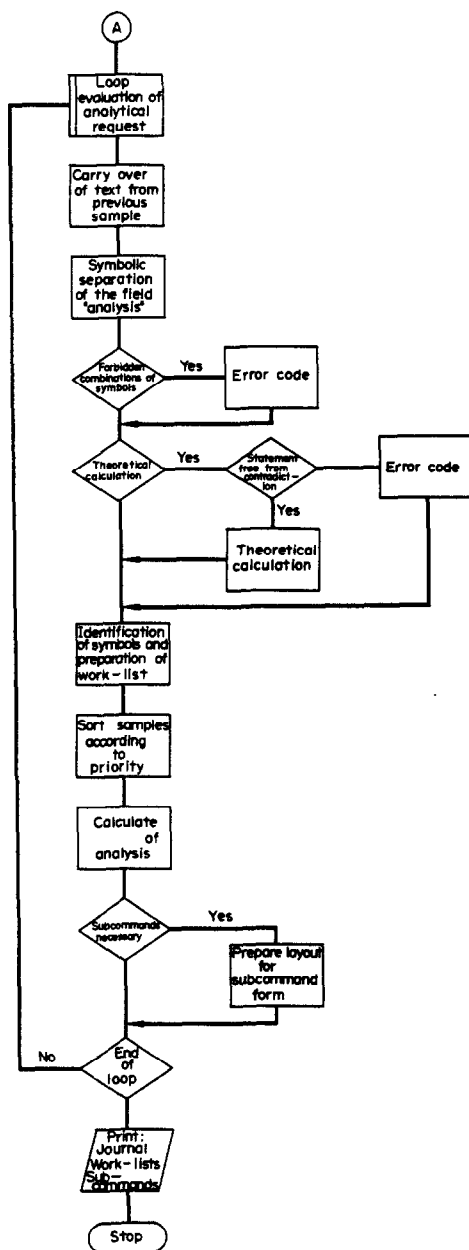 A
Loop
evaluation of
analytical
request
Carry over
of text from
previous
sample
Symbolic
separation
of the field
"analysis"
Forbidden
combinations of
symbols
Yes
Error code
Theoretical
calculation
Yes
Statement
free from
contradict-
ion
Error code
Yes
Theoretical
calculation
Identification
of symbols and
preparation of
work-list
Sort samples
according
to
priority
Calculate
of
analysis
Subcommands
necessary
Yes
Prepare layout
for
subcommand
form
No
End
of
loop
Print:
Journal
Work-lists
Sub-
commands
Stop